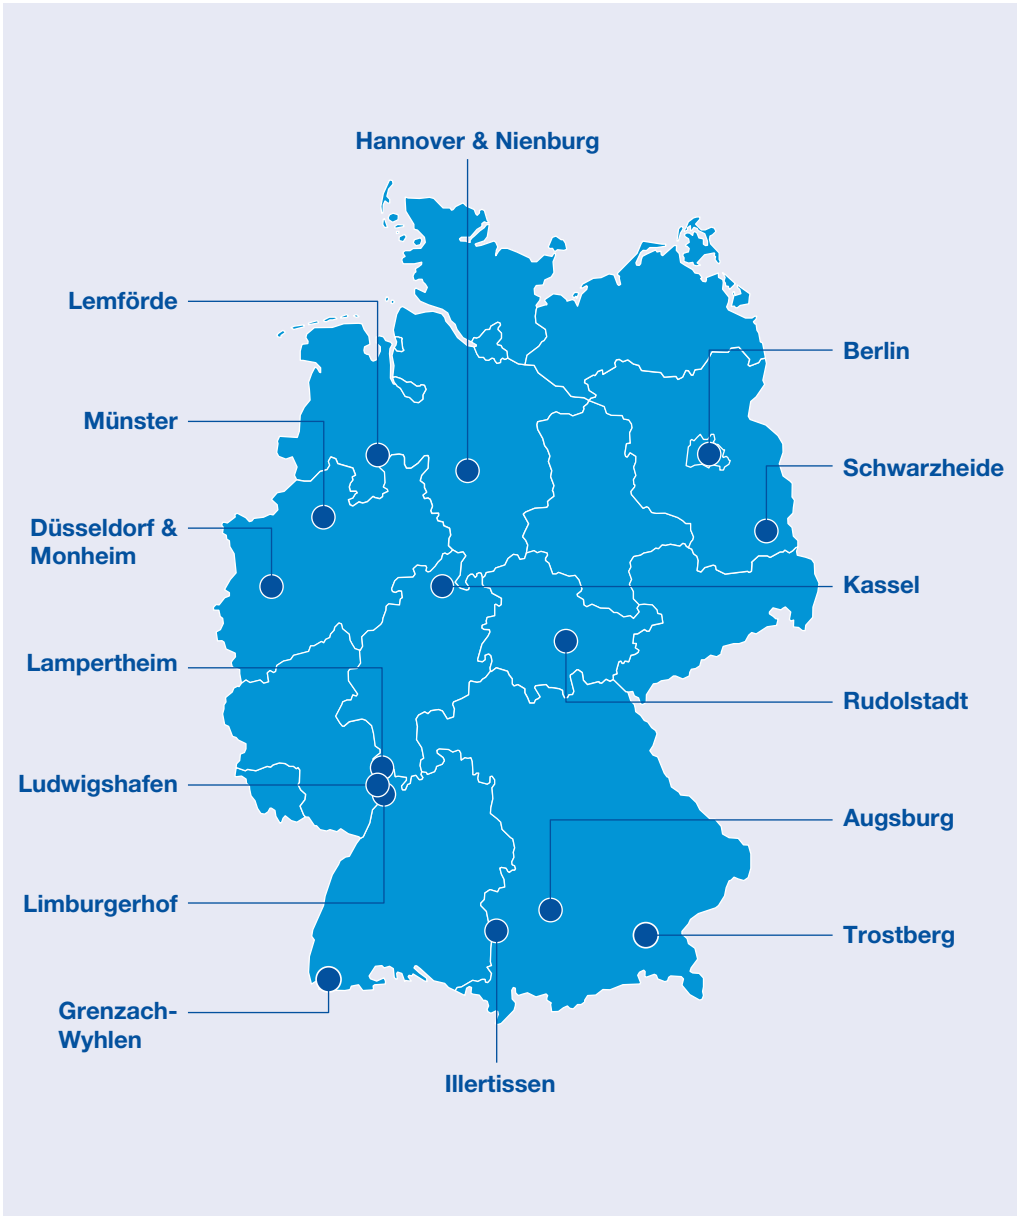 Hannover & Nienburg
Lemförde
Berlin
Münster
Schwarzheide
Düsseldorf &
Monheim
Kassel
Lampertheim
Rudolstadt
Ludwigshafen
Augsburg
Limburgerhof
Trostberg
Grenzach-
Wyhlen
Illertissen